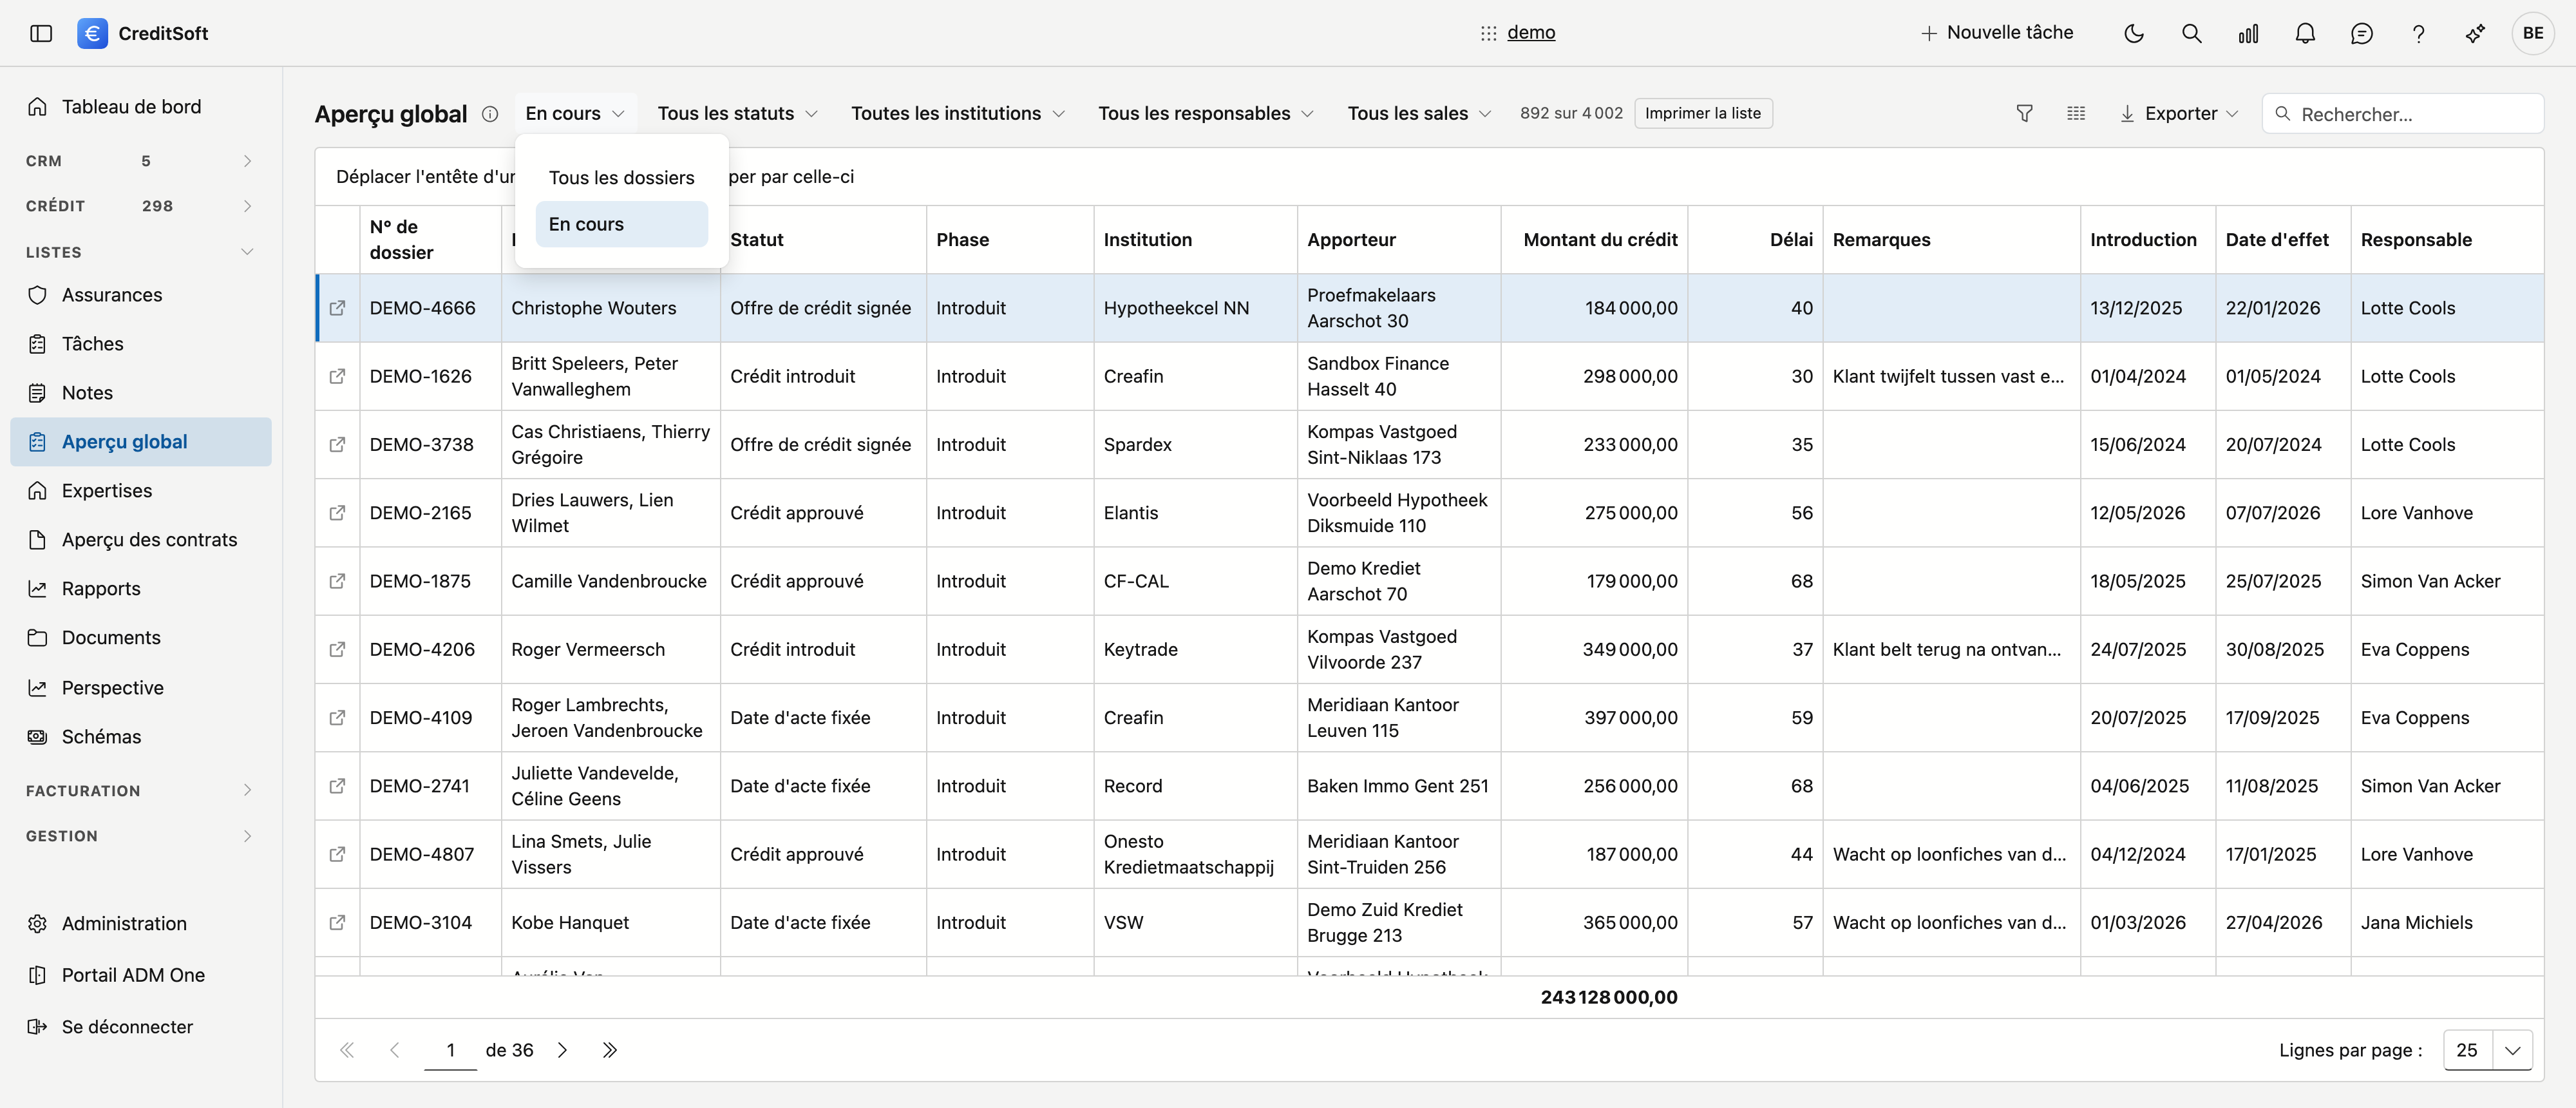 CreditSoft
demo
Nouvelle tâche
BE
Tableau de bord
CRM 5
CRÉDIT 298
LISTES
Assurances
Tâches
Notes
Aperçu global
Expertises
Aperçu des contrats
Rapports
Documents
Perspective
Schémas
FACTURATION
GESTION
Administration
Portail ADM One
Se déconnecter
Aperçu global En cours Tous les statuts Toutes les institutions Tous les responsables Tous les sales 892 sur 4 002 Imprimer la liste Exporter Rechercher...
Tous les dossiers
En cours
Déplacer l'entête d'un per par celle-ci
N° de dossier Statut Phase Institution Apporteur Montant du crédit Délai Remarques Introduction Date d'effet Responsable
DEMO-4666 Christophe Wouters Offre de crédit signée Introduit Hypotheekcel NN Proefmakelaars Aarschot 30 184 000,00 40 13/12/2025 22/01/2026 Lotte Cools
DEMO-1626 Britt Speleers, Peter Vanwalleghem Crédit introduit Introduit Creafin Sandbox Finance Hasselt 40 298 000,00 30 Klant twijfelt tussen vast e... 01/04/2024 01/05/2024 Lotte Cools
DEMO-3738 Cas Christiaens, Thierry Grégoire Offre de crédit signée Introduit Spardex Kompas Vastgoed Sint-Niklaas 173 233 000,00 35 15/06/2024 20/07/2024 Lotte Cools
DEMO-2165 Dries Lauwers, Lien Wilmet Crédit approuvé Introduit Elantis Voorbeeld Hypotheek Diksmuide 110 275 000,00 56 12/05/2026 07/07/2026 Lore Vanhove
DEMO-1875 Camille Vandenbroucke Crédit approuvé Introduit CF-CAL Demo Krediet Aarschot 70 179 000,00 68 18/05/2025 25/07/2025 Simon Van Acker
DEMO-4206 Roger Vermeersch Crédit introduit Introduit Keytrade Kompas Vastgoed Vilvoorde 237 349 000,00 37 Klant belt terug na ontvan... 24/07/2025 30/08/2025 Eva Coppens
DEMO-4109 Roger Lambrechts, Jeroen Vandenbroucke Date d'acte fixée Introduit Creafin Meridiaan Kantoor Leuven 115 397 000,00 59 20/07/2025 17/09/2025 Eva Coppens
DEMO-2741 Juliette Vandevelde, Céline Geens Date d'acte fixée Introduit Record Baken Immo Gent 251 256 000,00 68 04/06/2025 11/08/2025 Simon Van Acker
DEMO-4807 Lina Smets, Julie Vissers Crédit approuvé Introduit Onesto Kredietmaatschappij Meridiaan Kantoor Sint-Truiden 256 187 000,00 44 Wacht op loonfiches van d... 04/12/2024 17/01/2025 Lore Vanhove
DEMO-3104 Kobe Hanquet Date d'acte fixée Introduit VSW Demo Zuid Krediet Brugge 213 365 000,00 57 Wacht op loonfiches van d... 01/03/2026 27/04/2026 Jana Michiels
243 128 000,00
1 de 36
Lignes par page : 25